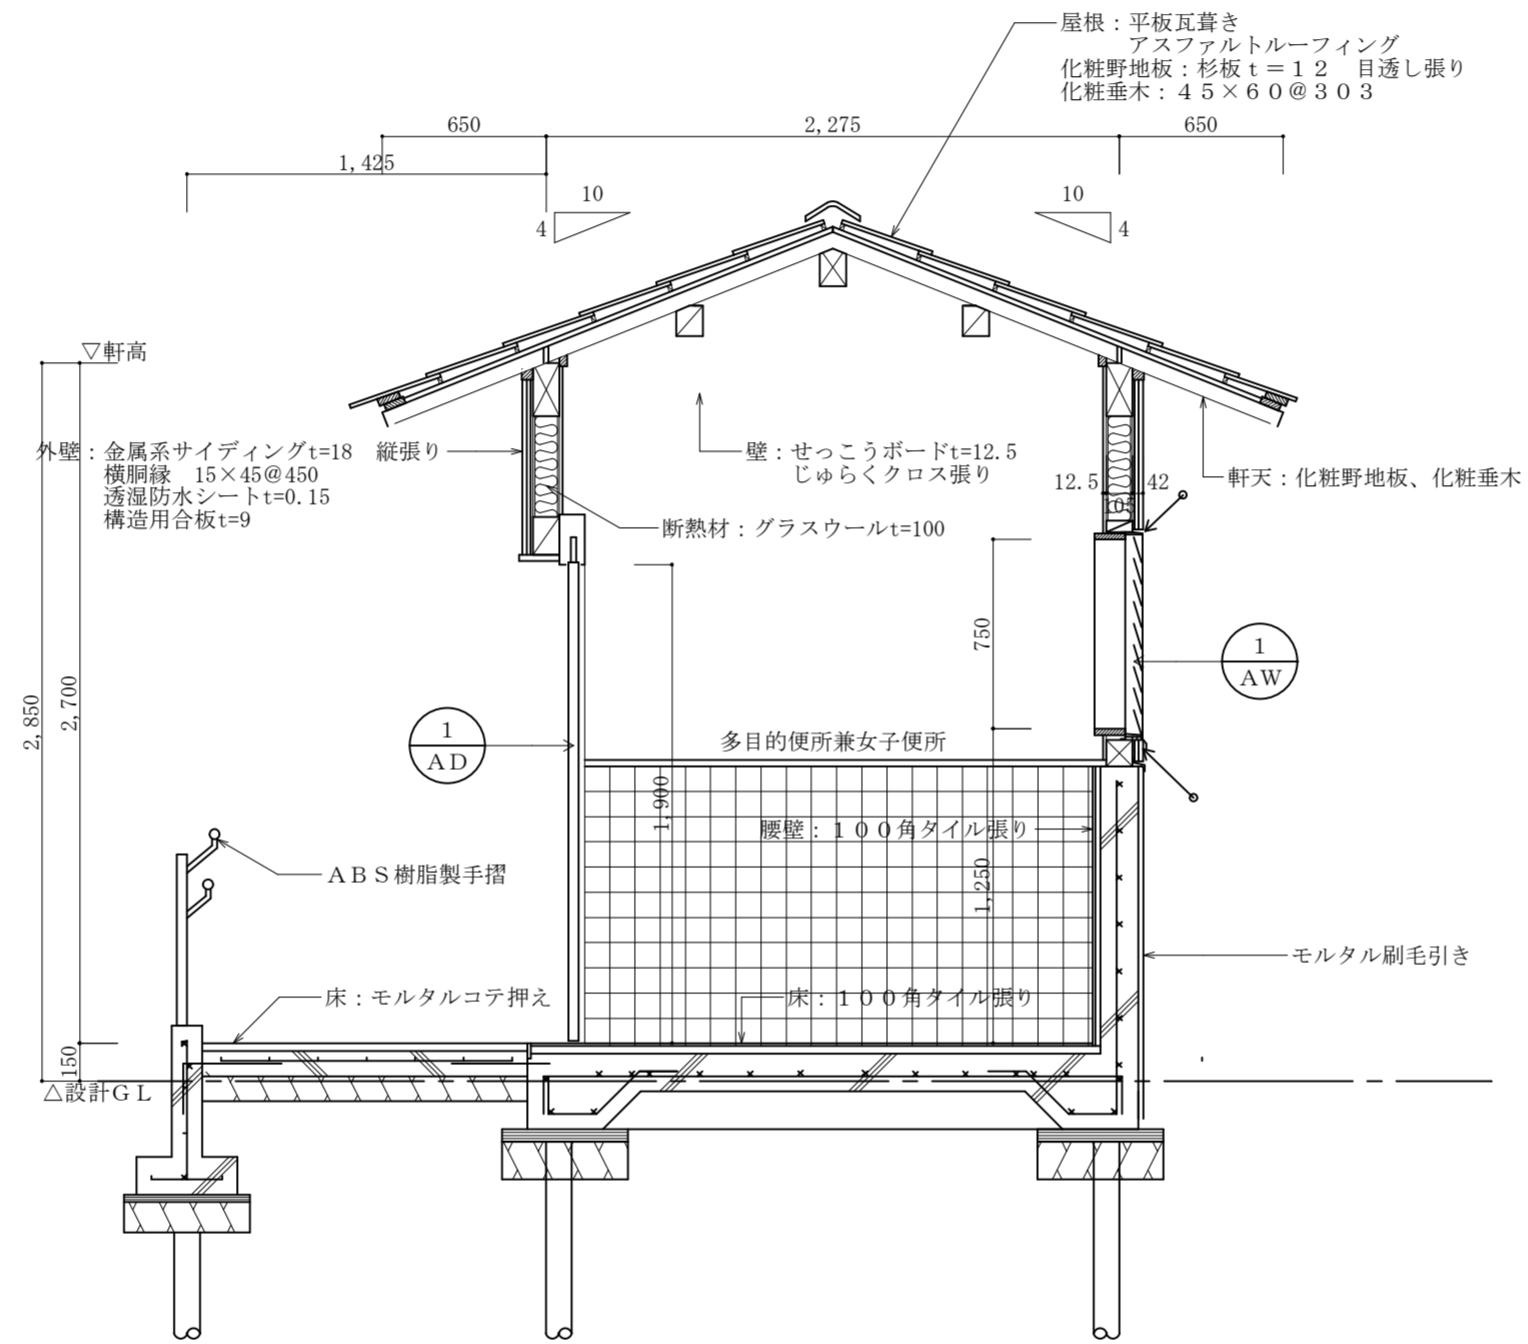 屋根：平板瓦葺き
アスファルトルーフィング
化粧野地板：杉板ｔ＝１２　目透し張り
化粧垂木：４５×６０＠３０３
650
2,275
650
1,425
10
4
10
4
▽軒高
外壁：金属系サイディングt=18　縦張り
横胴縁　15×45@450
透湿防水シートt=0.15
構造用合板t=9
壁：せっこうボードt=12.5
じゅらくクロス張り
12.5
42
105
軒天：化粧野地板、化粧垂木
断熱材：グラスウールt=100
750
1
AW
2,850
2,700
1
AD
多目的便所兼女子便所
1,900
腰壁：１００角タイル張り
1,250
ＡＢＳ樹脂製手摺
モルタル刷毛引き
床：モルタルコテ押え
床：１００角タイル張り
150
△設計ＧＬ